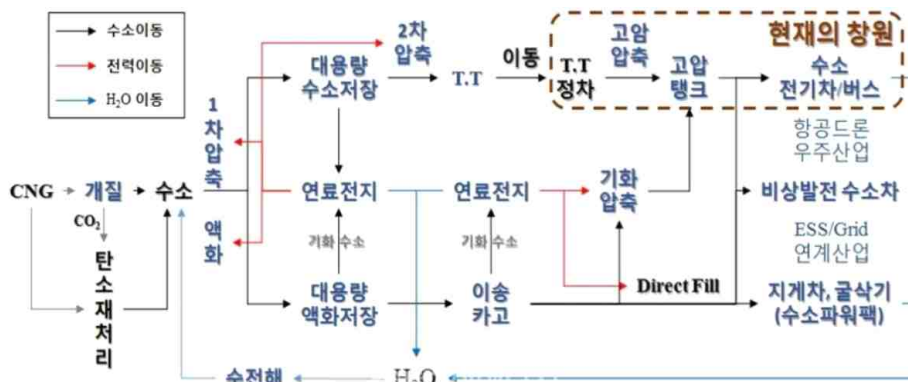 수소이동
전력이동
H₂O 이동
현재의 창원
2차
압축
이동
고암
압축
대용량
수소저장
T.T
T.T
정차
고압
탱크
수소
전기차/버스
1
차
압
축
항공드론
우주산업
CNG
개질
수소
연료전지
연료전지
기화
압축
비상발전 수소차
CO₂
액
화
기화 수소
기화 수소
ESS/Grid
연계산업
탄
소
재
처
리
대용량
액화저장
이송
카고
Direct Fill
지게차, 굴삭기
(수소파워팩)
수전해
H₂O